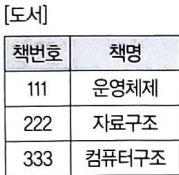 [도서]
책번호 책명
111 운영체제
222 자료구조
333 컴퓨터구조